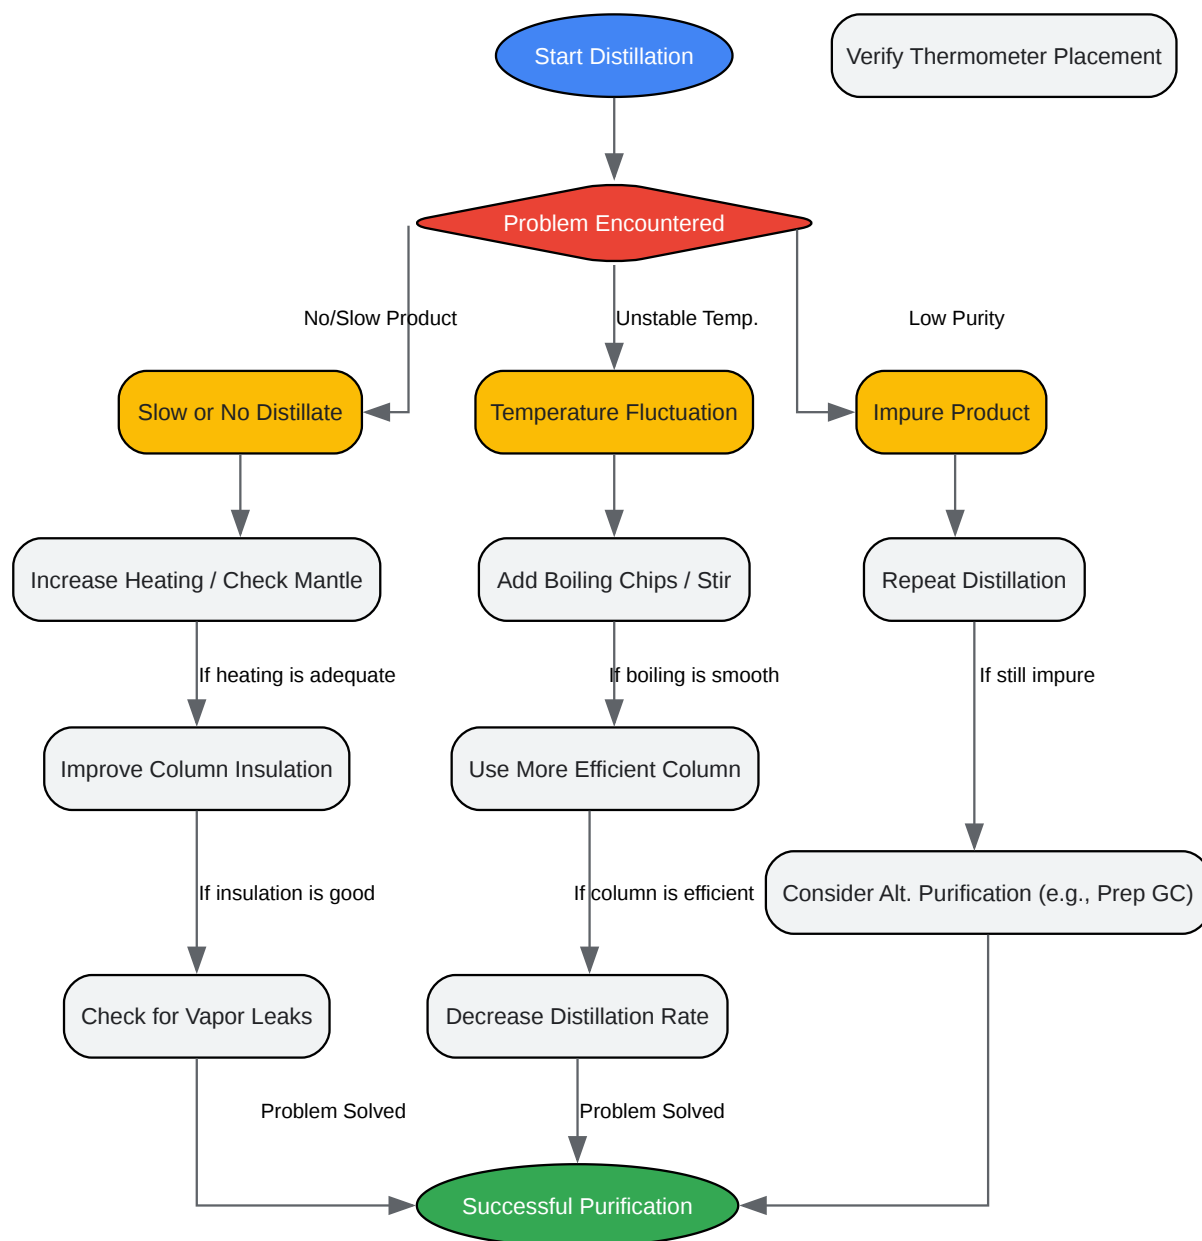 Start Distillation
Verify Thermometer Placement
Problem Encountered
No/Slow Product
Unstable Temp.
Low Purity
Slow or No Distillate
Temperature Fluctuation
Impure Product
Increase Heating / Check Mantle
Add Boiling Chips / Stir
Repeat Distillation
If heating is adequate
If boiling is smooth
If still impure
Improve Column Insulation
Use More Efficient Column
If insulation is good
If column is efficient
Consider Alt. Purification (e.g., Prep GC)
Check for Vapor Leaks
Decrease Distillation Rate
Problem Solved
Problem Solved
Successful Purification